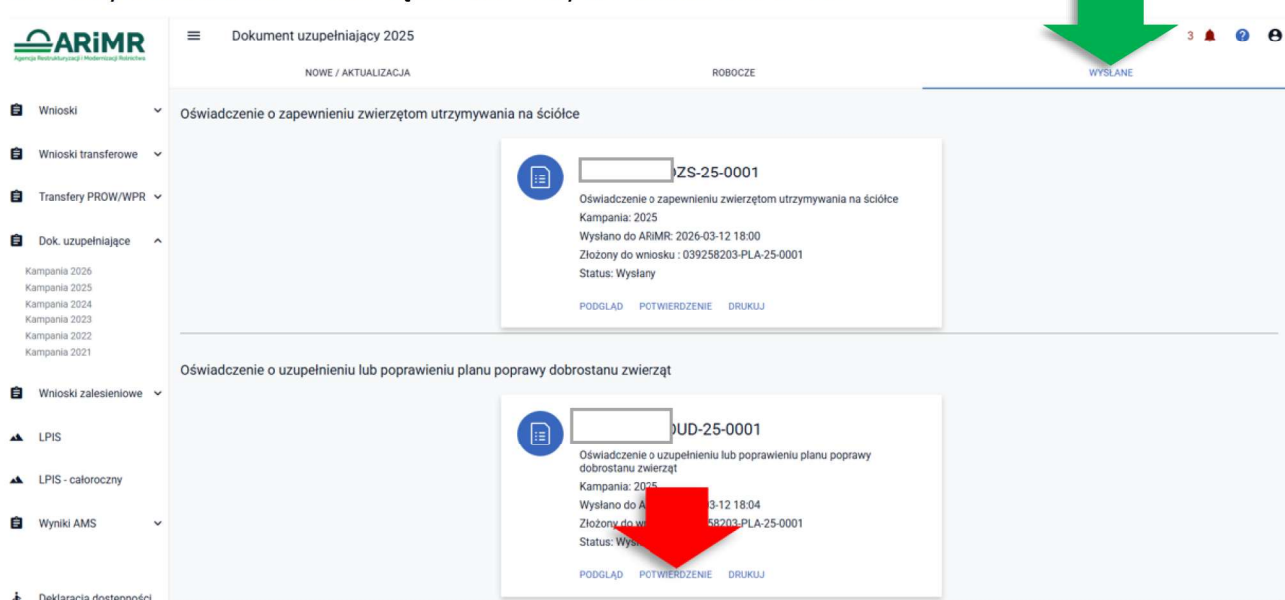 ARiMR
Agencja Restrukturyzacji i Modernizacji Rolnictwa
Dokument uzupełniający 2025
3
NOWE / AKTUALIZACJA
ROBOCZE
WYSŁANE
Wnioski
Wnioski transferowe
Transfery PROW/WPR
Dok. uzupełniające
Kampania 2026
Kampania 2025
Kampania 2024
Kampania 2023
Kampania 2022
Kampania 2021
Wnioski zalesieniowe
LPIS
LPIS - całoroczny
Wyniki AMS
Deklaracja dostępności
Oświadczenie o zapewnieniu zwierzętom utrzymywania na ściółce
ZS-25-0001
Oświadczenie o zapewnieniu zwierzętom utrzymywania na ściółce
Kampania: 2025
Wysłano do ARiMR: 2026-03-12 18:00
Złożony do wniosku : 039258203-PLA-25-0001
Status: Wysłany
PODGLĄD POTWIERDZENIE DRUKUJ
Oświadczenie o uzupełnieniu lub poprawieniu planu poprawy dobrostanu zwierząt
UD-25-0001
Oświadczenie o uzupełnieniu lub poprawieniu planu poprawy
dobrostanu zwierząt
Kampania: 2025
Wysłano do 3-12 18:04
Złożony do 58203-PLA-25-0001
Status:
PODGLĄD POTWIERDZENIE DRUKUJ